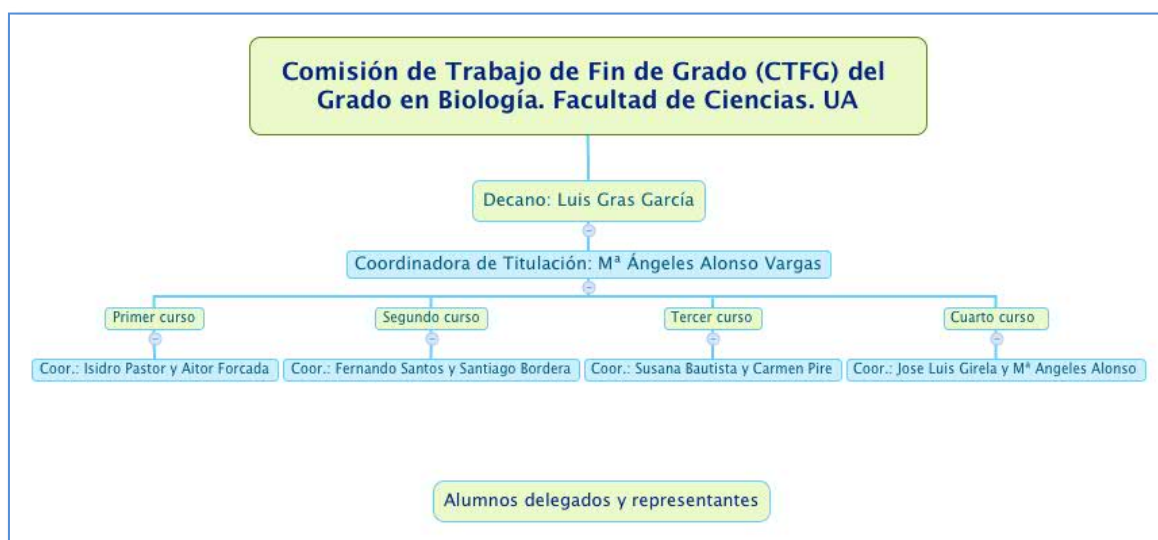 Comisión de Trabajo de Fin de Grado (CTFG) del
Grado en Biología. Facultad de Ciencias. UA
Decano: Luis Gras García
Coordinadora de Titulación: Mª Ángeles Alonso Vargas
Primer curso
Segundo curso
Tercer curso
Cuarto curso
Coor.: Isidro Pastor y Aitor Forcada
Coor.: Fernando Santos y Santiago Bordera
Coor.: Susana Bautista y Carmen Pire
Coor.: Jose Luis Girela y Mª Angeles Alonso
Alumnos delegados y representantes